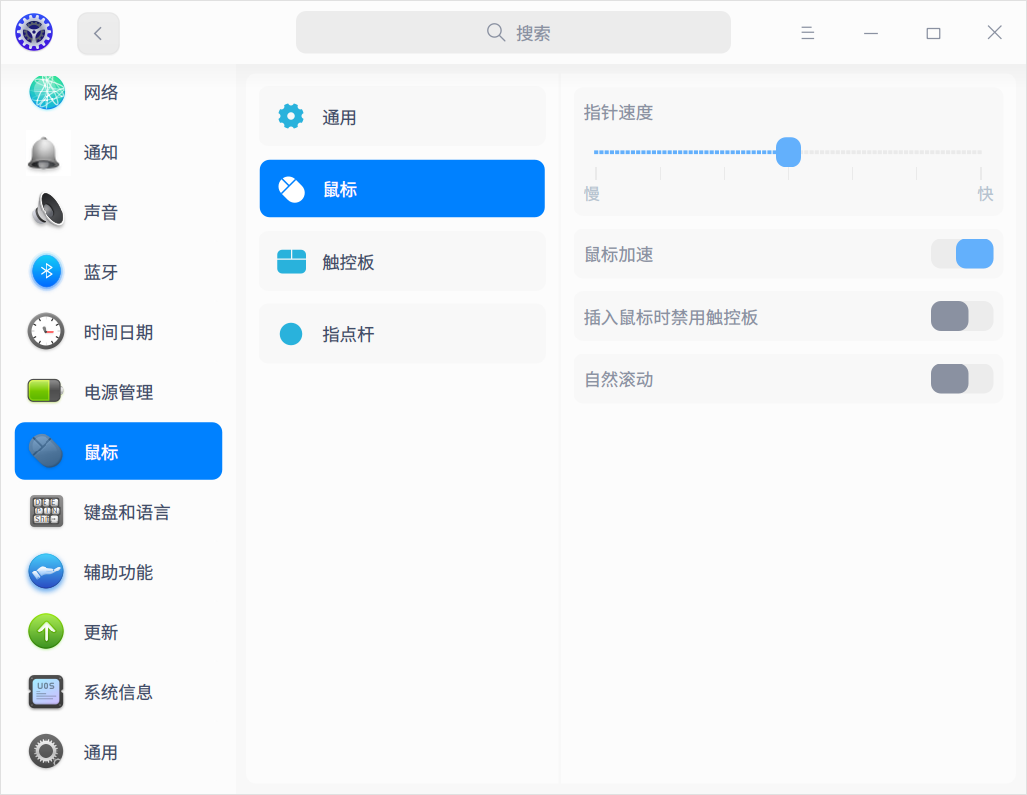 搜索
网络
通知
声音
蓝牙
时间日期
电源管理
鼠标
键盘和语言
辅助功能
更新
系统信息
通用
通用
鼠标
触控板
指点杆
指针速度
慢
快
鼠标加速
插入鼠标时禁用触控板
自然滚动
UOS